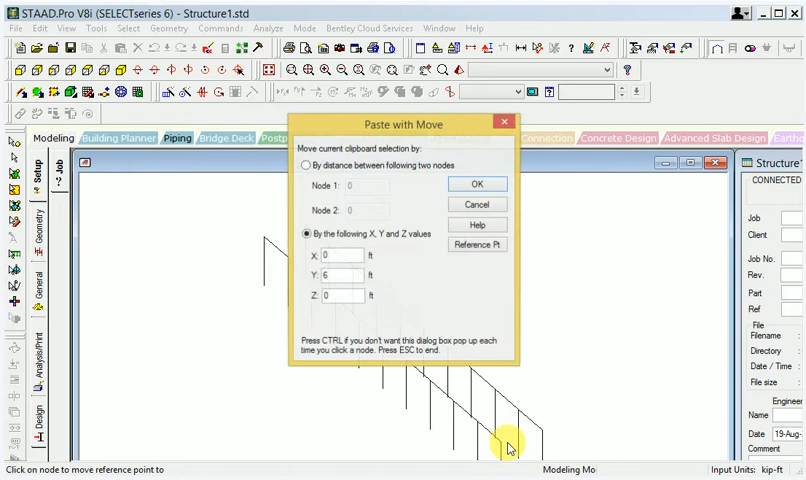 STAAD.Pro V8i (SELECTseries 6) - Structure1.std
File Edit View Tools Select Geometry Commands Analyze Mode Bentley Cloud Services Window Help
Modeling Building Planner Piping Bridge Deck Postp Connection Concrete Design Advanced Slab Design Earthq
Setup
Job
Geometry
General
Analysis/Print
Design
Paste with Move
Move current clipboard selection by:
By distance between following two nodes
Node 1: 0
Node 2: 0
By the following X, Y and Z values
X: 0 ft
Y: 6 ft
Z: 0 ft
OK
Cancel
Help
Reference Pt
Press CTRL if you don't want this dialog box pop up each
time you click a node. Press ESC to end.
Structure1
CONNECTED
Job
Client
Job No.
Rev.
Part
Ref
File
Filename:
Directory
Date / Time
File size
Engineer
Name
Date 19-Aug-
Comment
Click on node to move reference point to
Modeling Mo
Input Units: kip-ft